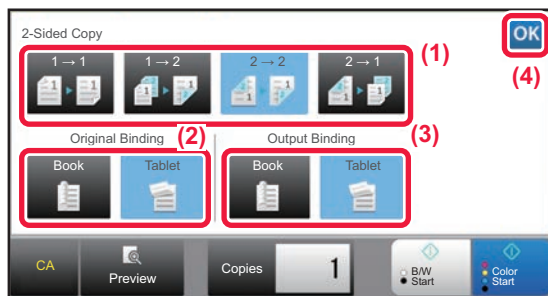 2-Sided Copy
OK
1 → 1
1 → 2
2 → 2
2 → 1
(1)
(4)
Original Binding
(2)
Output Binding
(3)
Book
Tablet
Book
Tablet
CA
Preview
Copies
1
B/W
Start
Color
Start